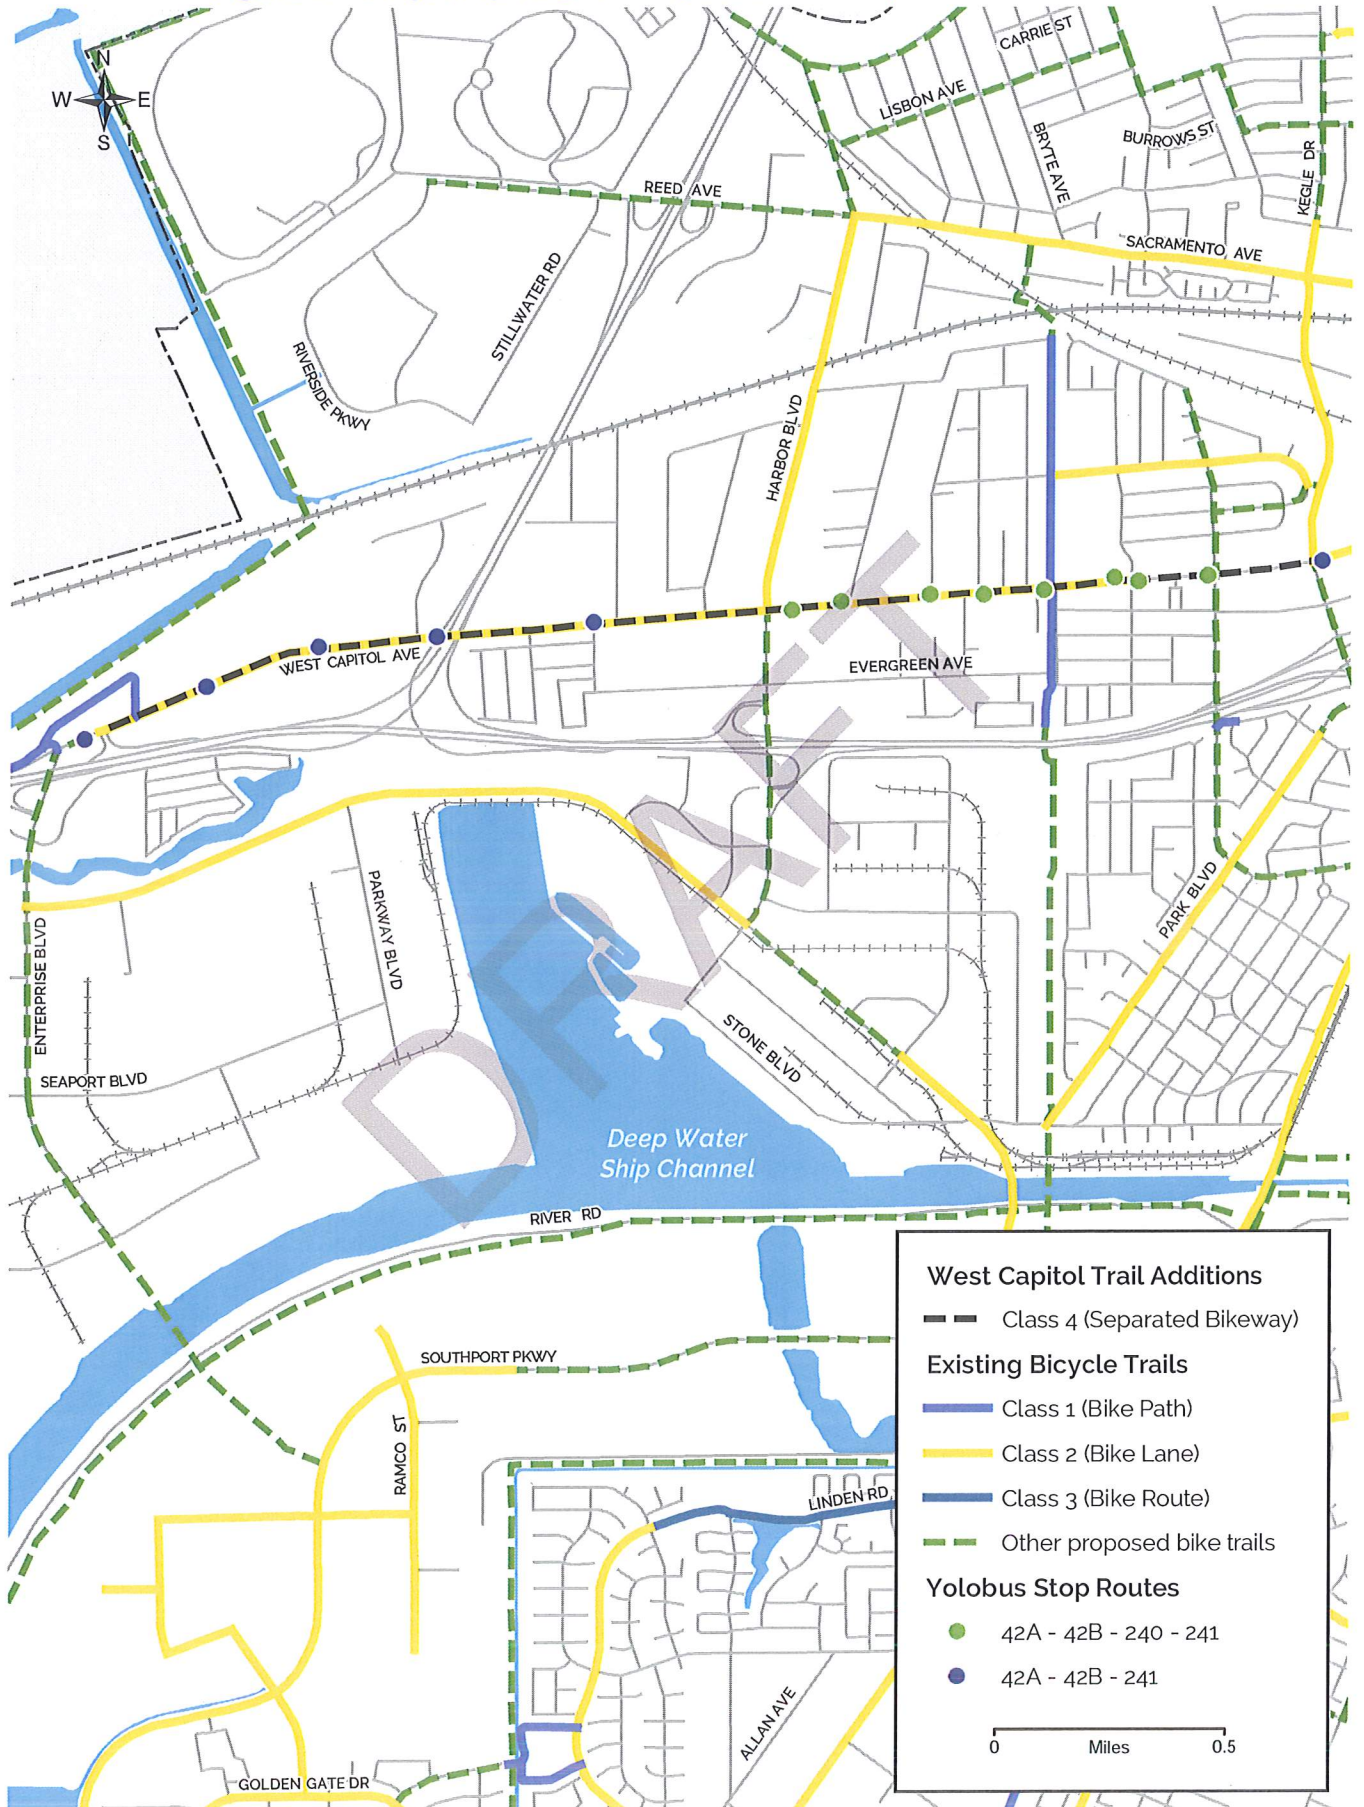 N
W E
S
CARRIE ST
LISBON AVE
BRYTE AVE
BURROWS ST
KEGLE DR
REED AVE
SACRAMENTO AVE
STILLWATER RD
RIVERSIDE PKWY
HARBOR BLVD
WEST CAPITOL AVE
EVERGREEN AVE
DRAFT
PARKWAY BLVD
PARK BLVD
ENTERPRISE BLVD
STONE BLVD
SEAPORT BLVD
Deep Water
Ship Channel
RIVER RD
SOUTHPORT PKWY
RAMCO ST
LINDEN RD
ALLAN AVE
GOLDEN GATE DR
West Capitol Trail Additions
Class 4 (Separated Bikeway)
Existing Bicycle Trails
Class 1 (Bike Path)
Class 2 (Bike Lane)
Class 3 (Bike Route)
Other proposed bike trails
Yolobus Stop Routes
42A - 42B - 240 - 241
42A - 42B - 241
0 Miles 0.5